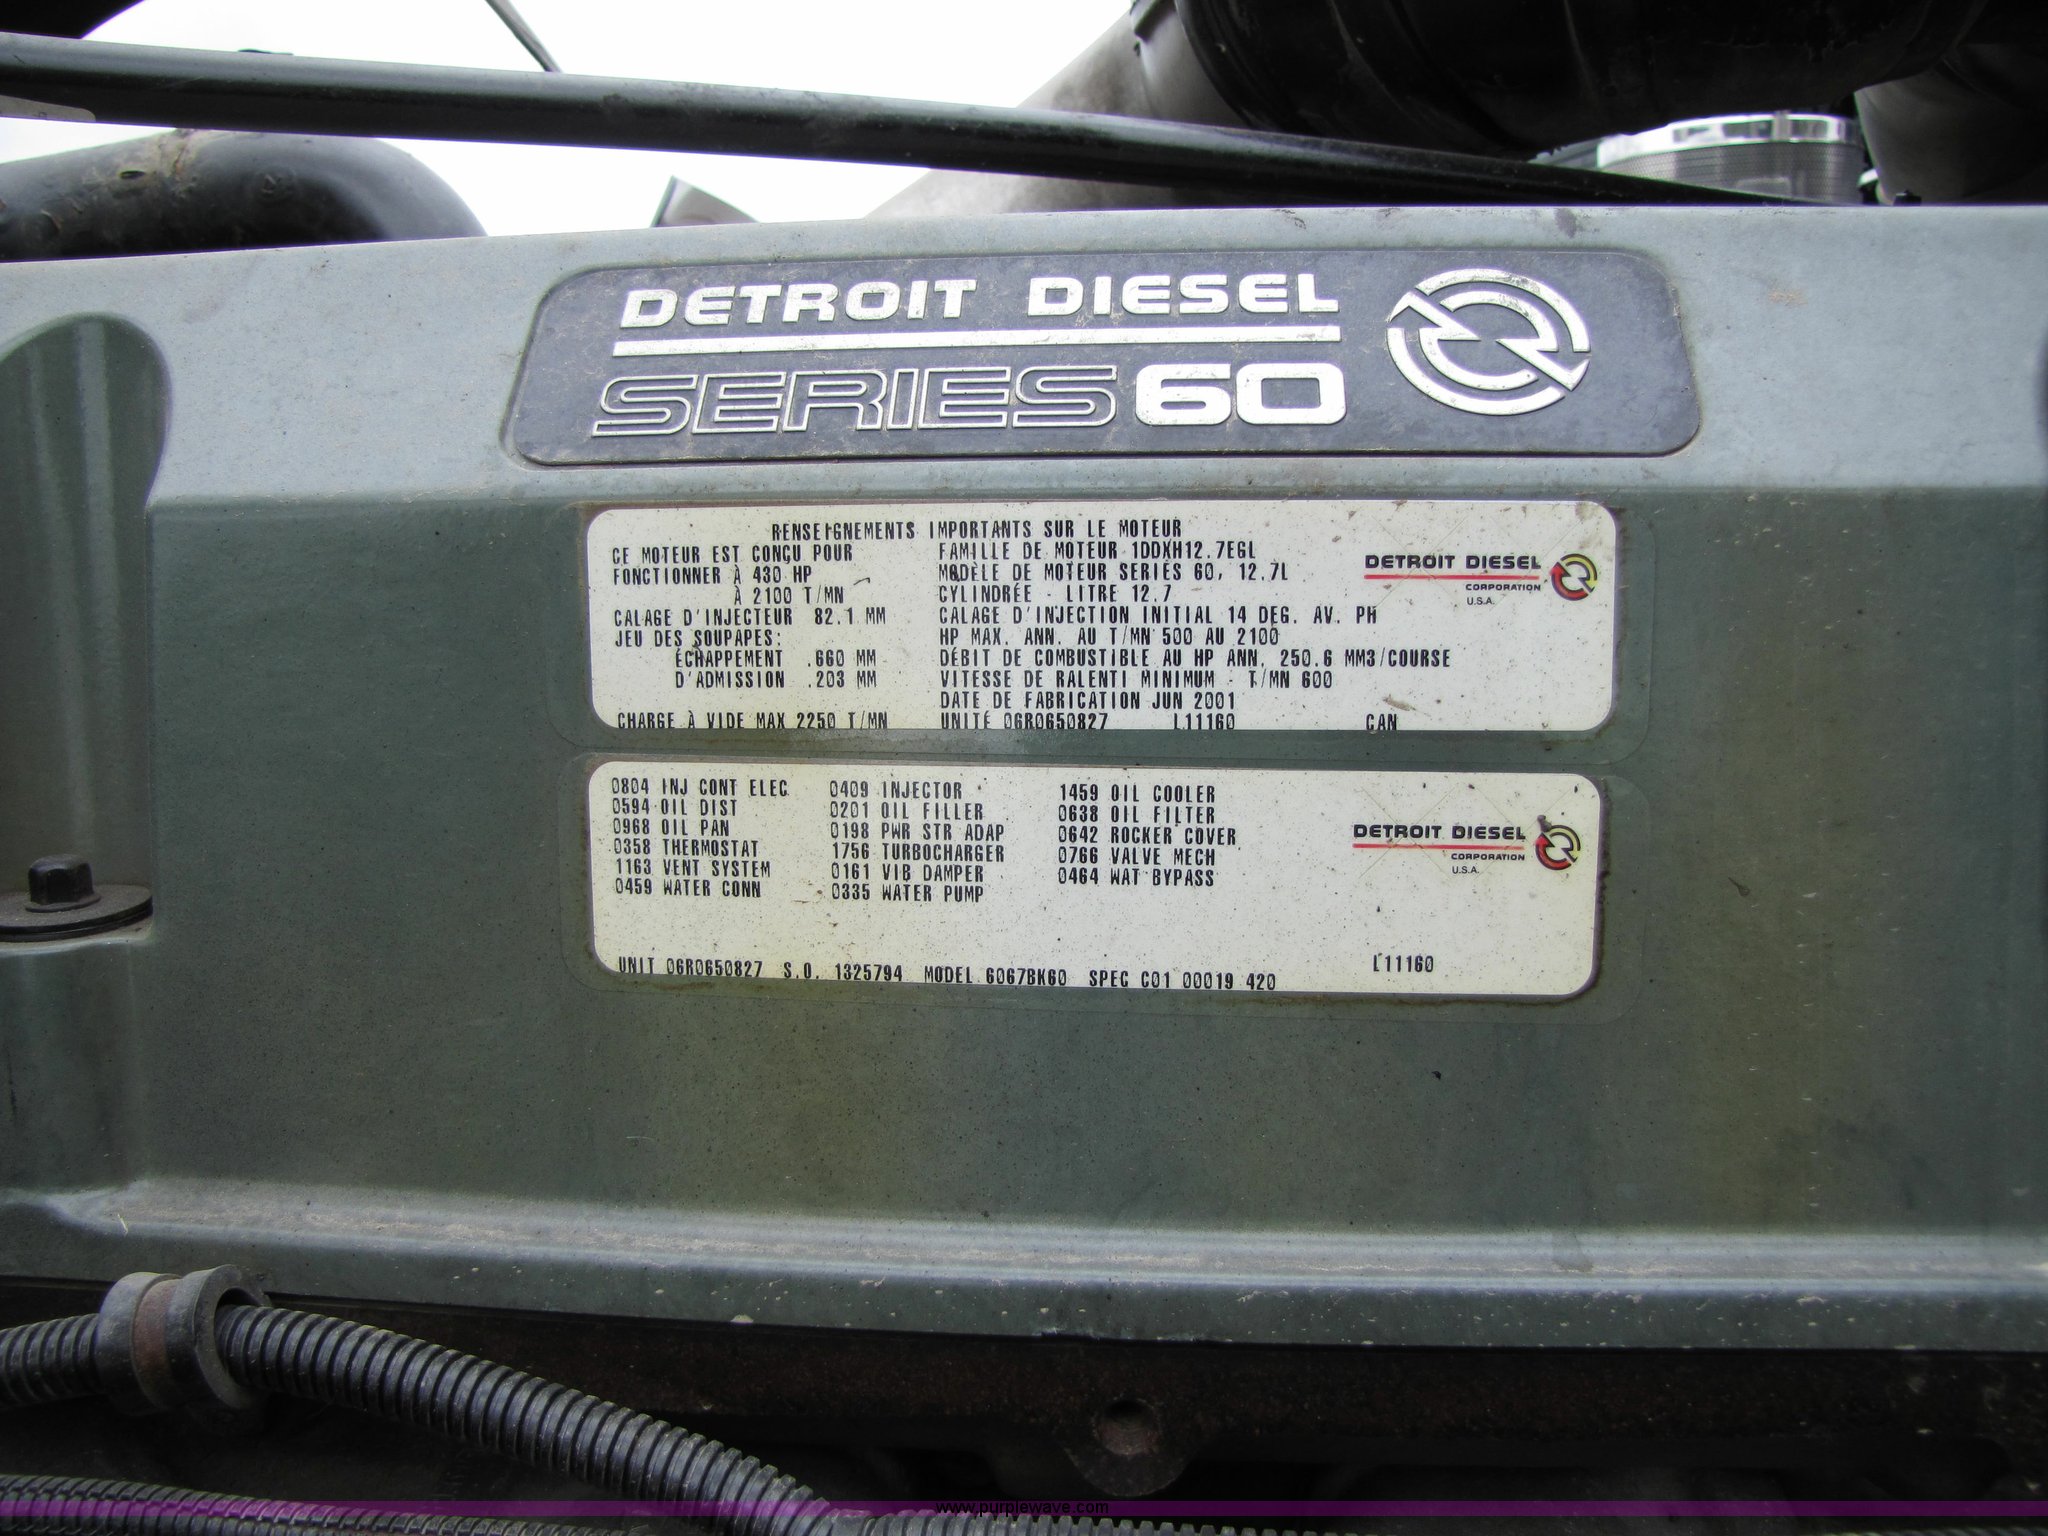 DETROIT DIESEL
SERIES 60
RENSEIGNEMENTS IMPORTANTS SUR LE MOTEUR
CE MOTEUR EST CONÇU POUR
FONCTIONNER À 430 HP
À 2100 T/MN
CALAGE D'INJECTEUR 82.1 MM
JEU DES SOUPAPES:
ÉCHAPPEMENT .660 MM
D'ADMISSION .203 MM
CHARGE À VIDE MAX 2250 T/MN
FAMILLE DE MOTEUR 1DDXH12.7EGL
MODÈLE DE MOTEUR SERIES 60, 12.7L
CYLINDRÉE - LITRE 12.7
CALAGE D'INJECTION INITIAL 14 DEG. AV. PH
HP MAX. ANN. AU T/MN 500 AU 2100
DÉBIT DE COMBUSTIBLE AU HP ANN. 250.6 MM3/COURSE
VITESSE DE RALENTI MINIMUM - T/MN 600
DATE DE FABRICATION JUN 2001
UNITÉ 06R0650827 L11160 CAN
DETROIT DIESEL
CORPORATION
U.S.A.
0804 INJ CONT ELEC 0409 INJECTOR 1459 OIL COOLER
0594 OIL DIST 0201 OIL FILLER 0638 OIL FILTER
0968 OIL PAN 0198 PWR STR ADAP 0642 ROCKER COVER
0358 THERMOSTAT 1756 TURBOCHARGER 0766 VALVE MECH
1163 VENT SYSTEM 0161 VIB DAMPER 0464 WAT BYPASS
0459 WATER CONN 0335 WATER PUMP
DETROIT DIESEL
CORPORATION
U.S.A.
UNIT 06R0650827 S.O. 1325794 MODEL 6067BK60 SPEC C01 00019 420 L11160
www.purplewave.com